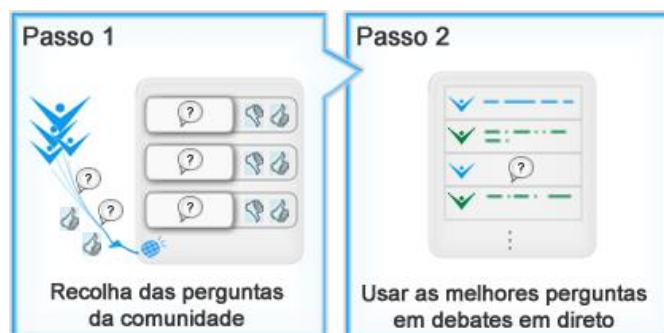 Passo 1
?
?
?
?
?
Recolha das perguntas
da comunidade
Passo 2
?
Usar as melhores perguntas
em debates em direto